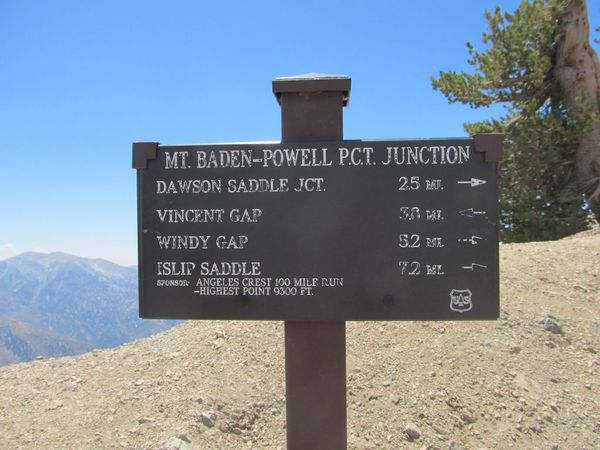 MT. BADEN-POWELL P.C.T. JUNCTION
DAWSON SADDLE JCT. 2.5 MI.
VINCENT GAP 3.8 MI.
WINDY GAP 5.2 MI.
ISLIP SADDLE 7.2 MI.
SPONSOR- ANGELES CREST 100 MILE RUN
-HIGHEST POINT 9300 FT.
UAS